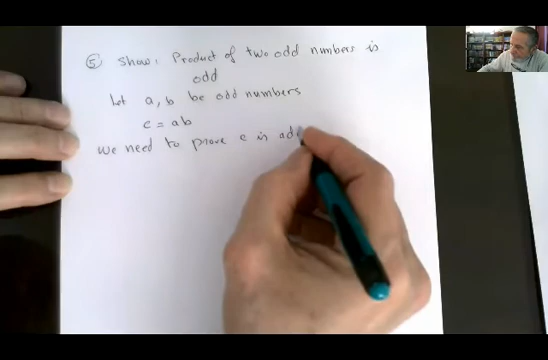 ⑤ Show: Product of two odd numbers is
odd
Let a, b be odd numbers
c = ab
We need to prove c is odd